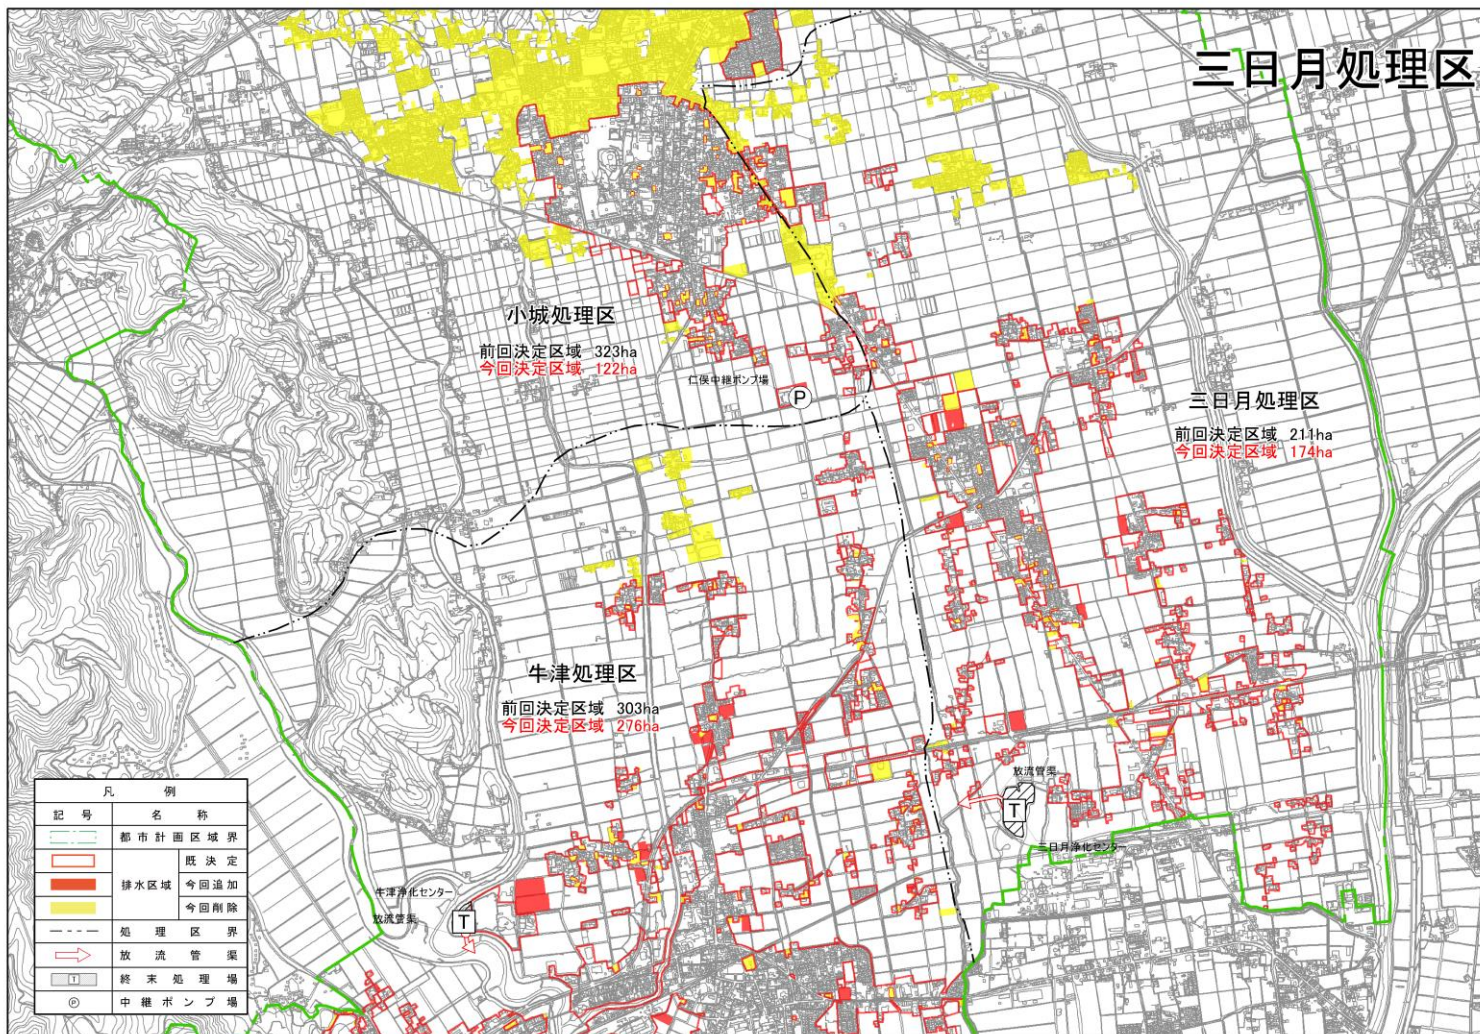 三日月処理区
小城処理区
前回決定区域 323ha
今回決定区域 122ha
仁俣中継ポンプ場
P
三日月処理区
前回決定区域 211ha
今回決定区域 174ha
牛津処理区
前回決定区域 303ha
今回決定区域 276ha
放流管渠
T
三日月浄化センター
牛津浄化センター
放流管渠
T
凡 例
記 号 名 称
都市計画区域界
排水区域 既決定
今回追加
今回削除
処理区界
放流管渠
T 終末処理場
P 中継ポンプ場